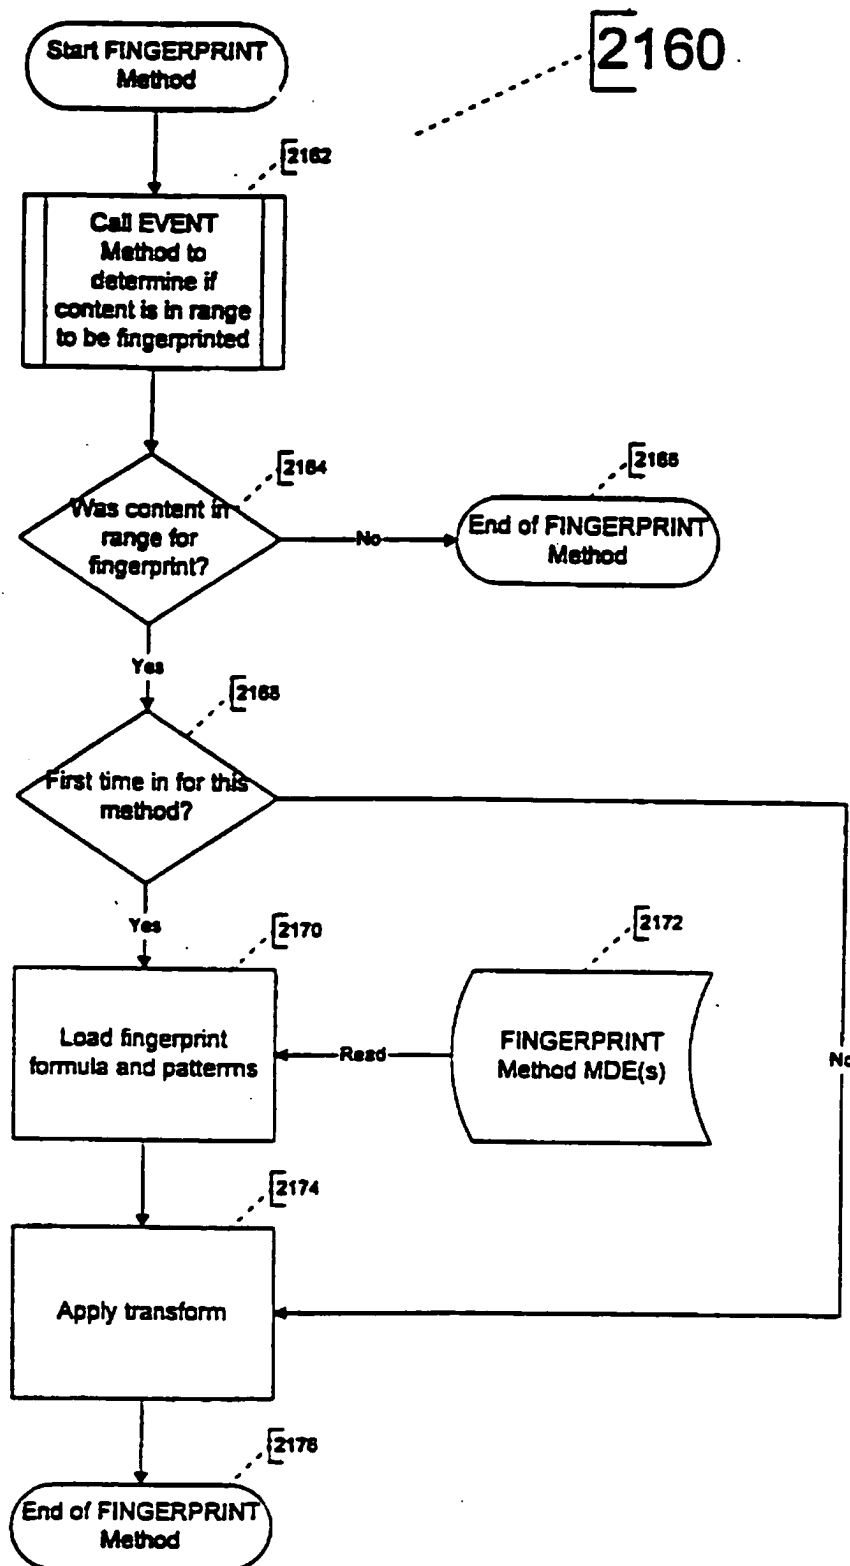 Start FINGERPRINT
Method
2160
2162
Call EVENT
Method to
determine if
content is in range
to be fingerprinted
2164
Was content in
range for
fingerprint?
No
2166
End of FINGERPRINT
Method
Yes
2168
First time in for this
method?
Yes
2170
Load fingerprint
formula and patterns
Read
2172
FINGERPRINT
Method MDE(s)
No
2174
Apply transform
2176
End of FINGERPRINT
Method